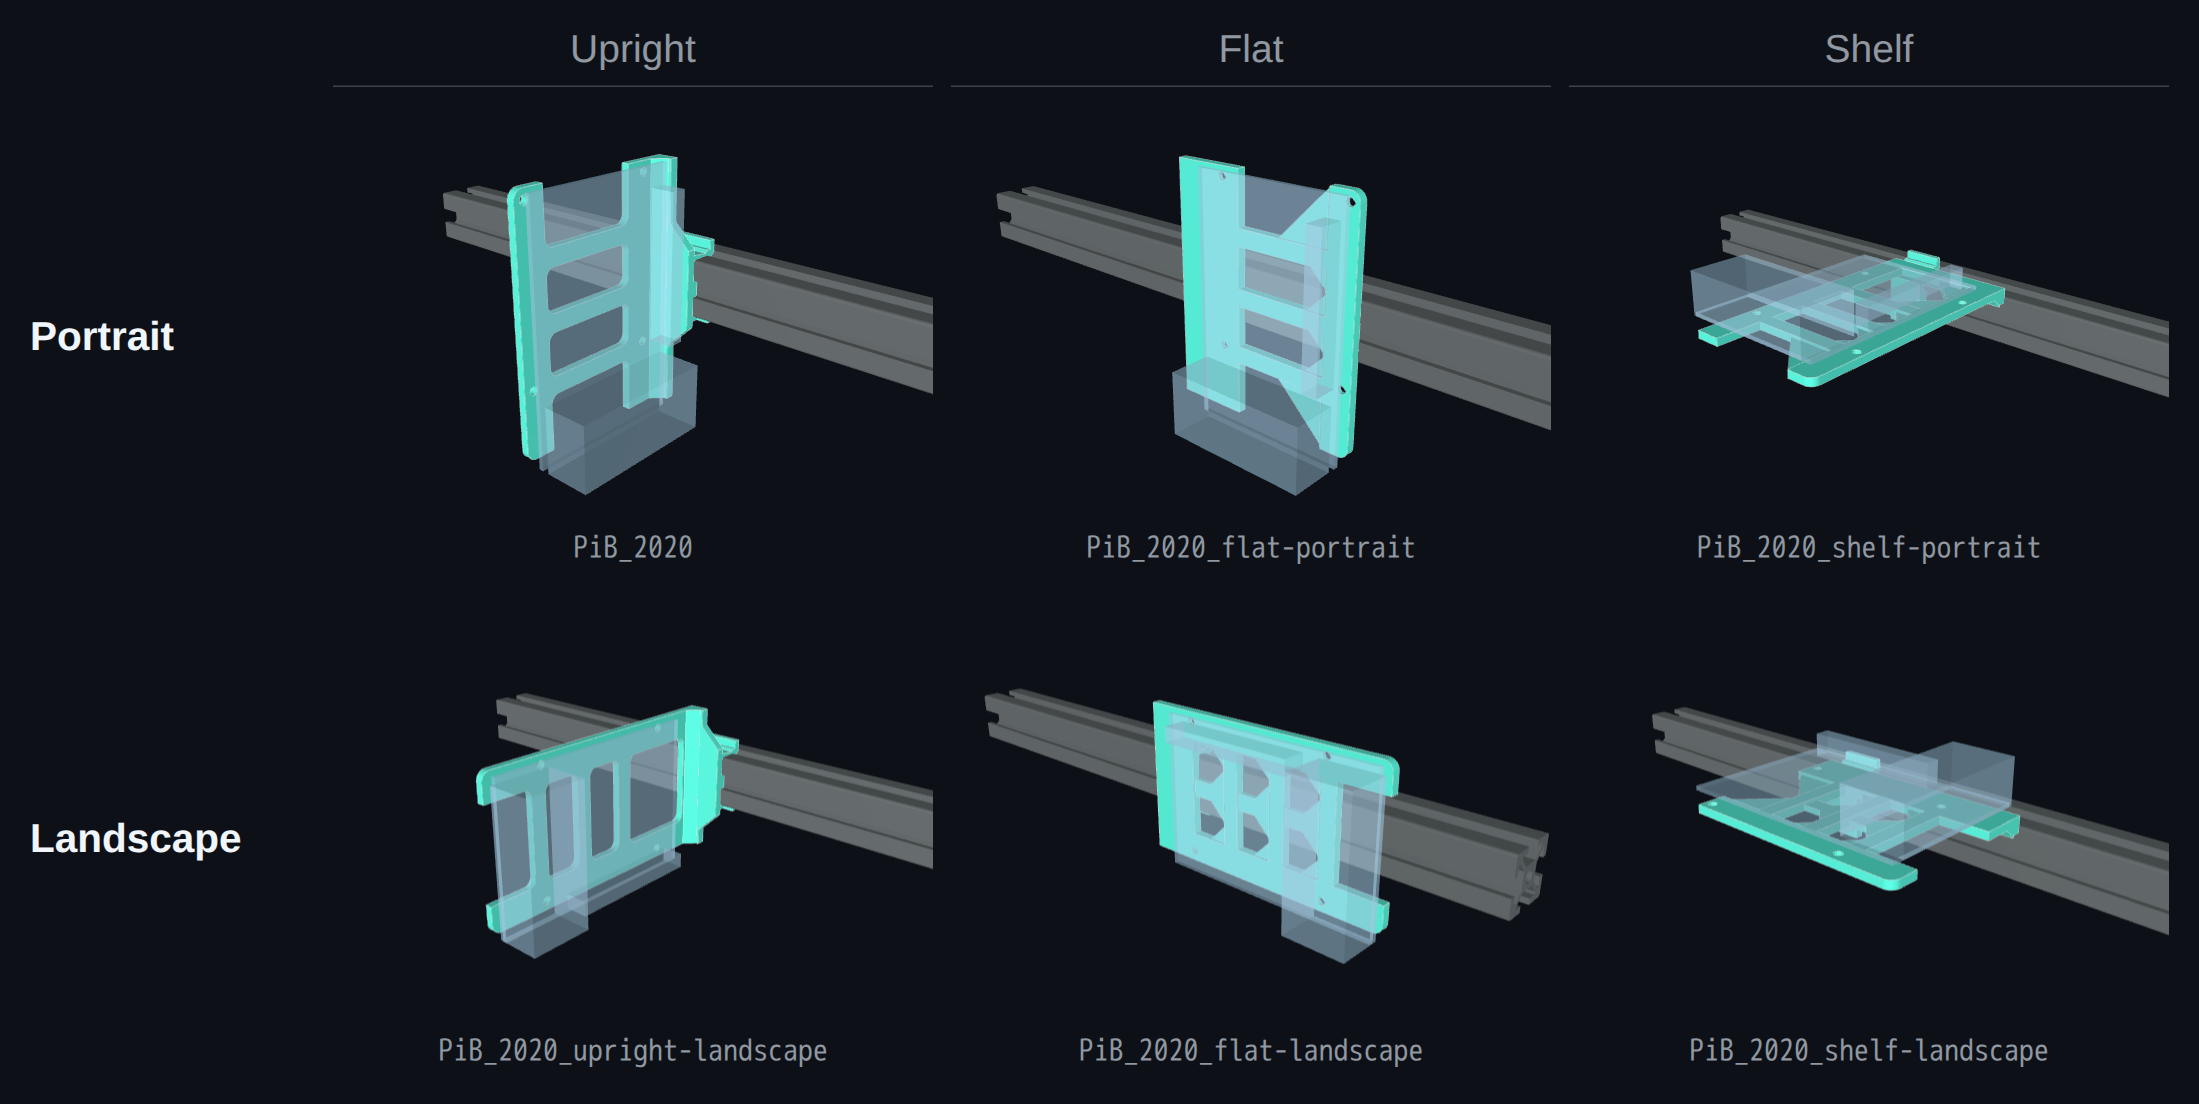 Upright
Flat
Shelf
Portrait
PiB_2020
PiB_2020_flat-portrait
PiB_2020_shelf-portrait
Landscape
PiB_2020_upright-landscape
PiB_2020_flat-landscape
PiB_2020_shelf-landscape